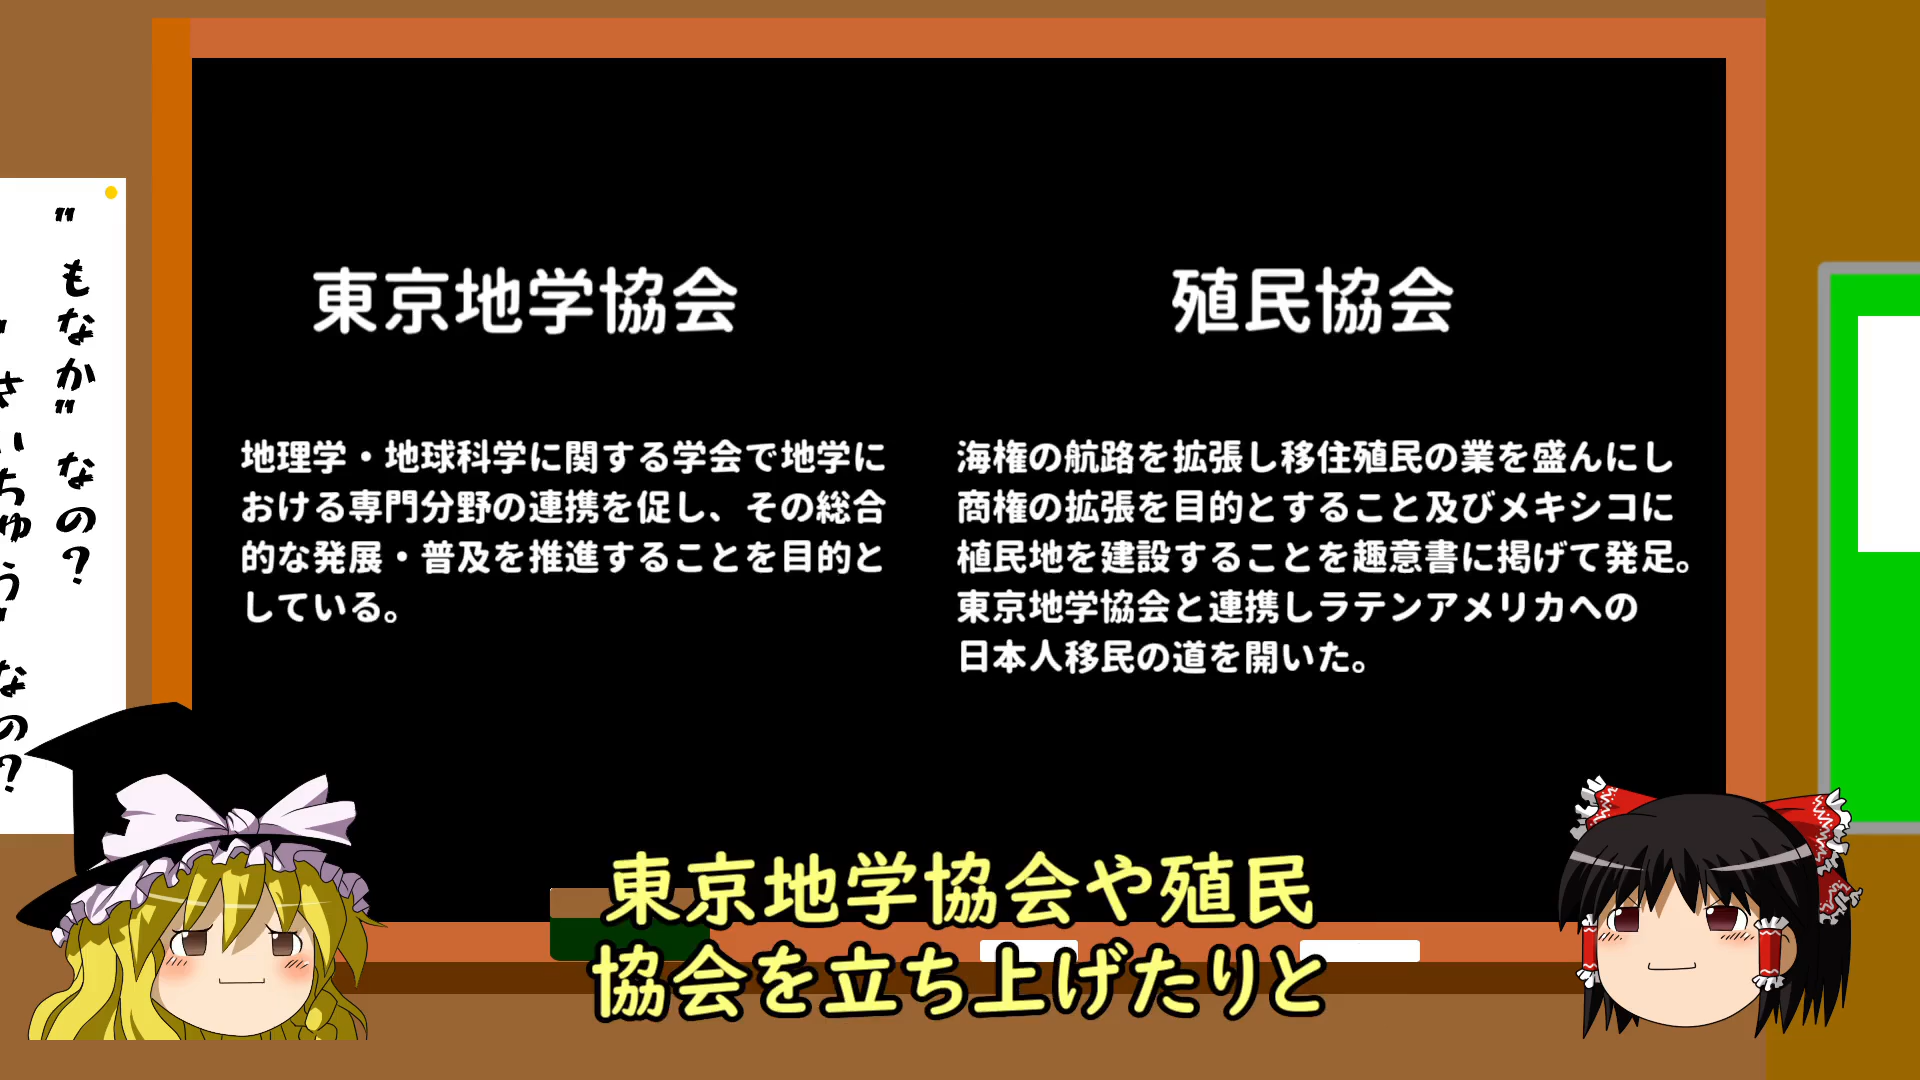 東京地学協会
地理学・地球科学に関する学会で地学に
おける専門分野の連携を促し、その総合
的な発展・普及を推進することを目的と
している。
殖民協会
海権の航路を拡張し移住殖民の業を盛んにし
商権の拡張を目的とすること及びメキシコに
植民地を建設することを趣意書に掲げて発足。
東京地学協会と連携しラテンアメリカへの
日本人移民の道を開いた。
"もなか"なの?
"さいちゅう"なの?
東京地学協会や殖民
協会を立ち上げたりと